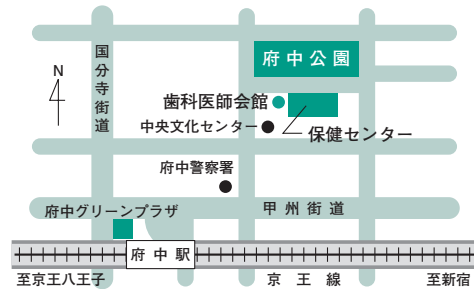 府中公園
国分寺街道
N
歯科医師会館
中央文化センター
保健センター
府中警察署
府中グリーンプラザ
甲州街道
府中駅
至京王八王子
京王線
至新宿